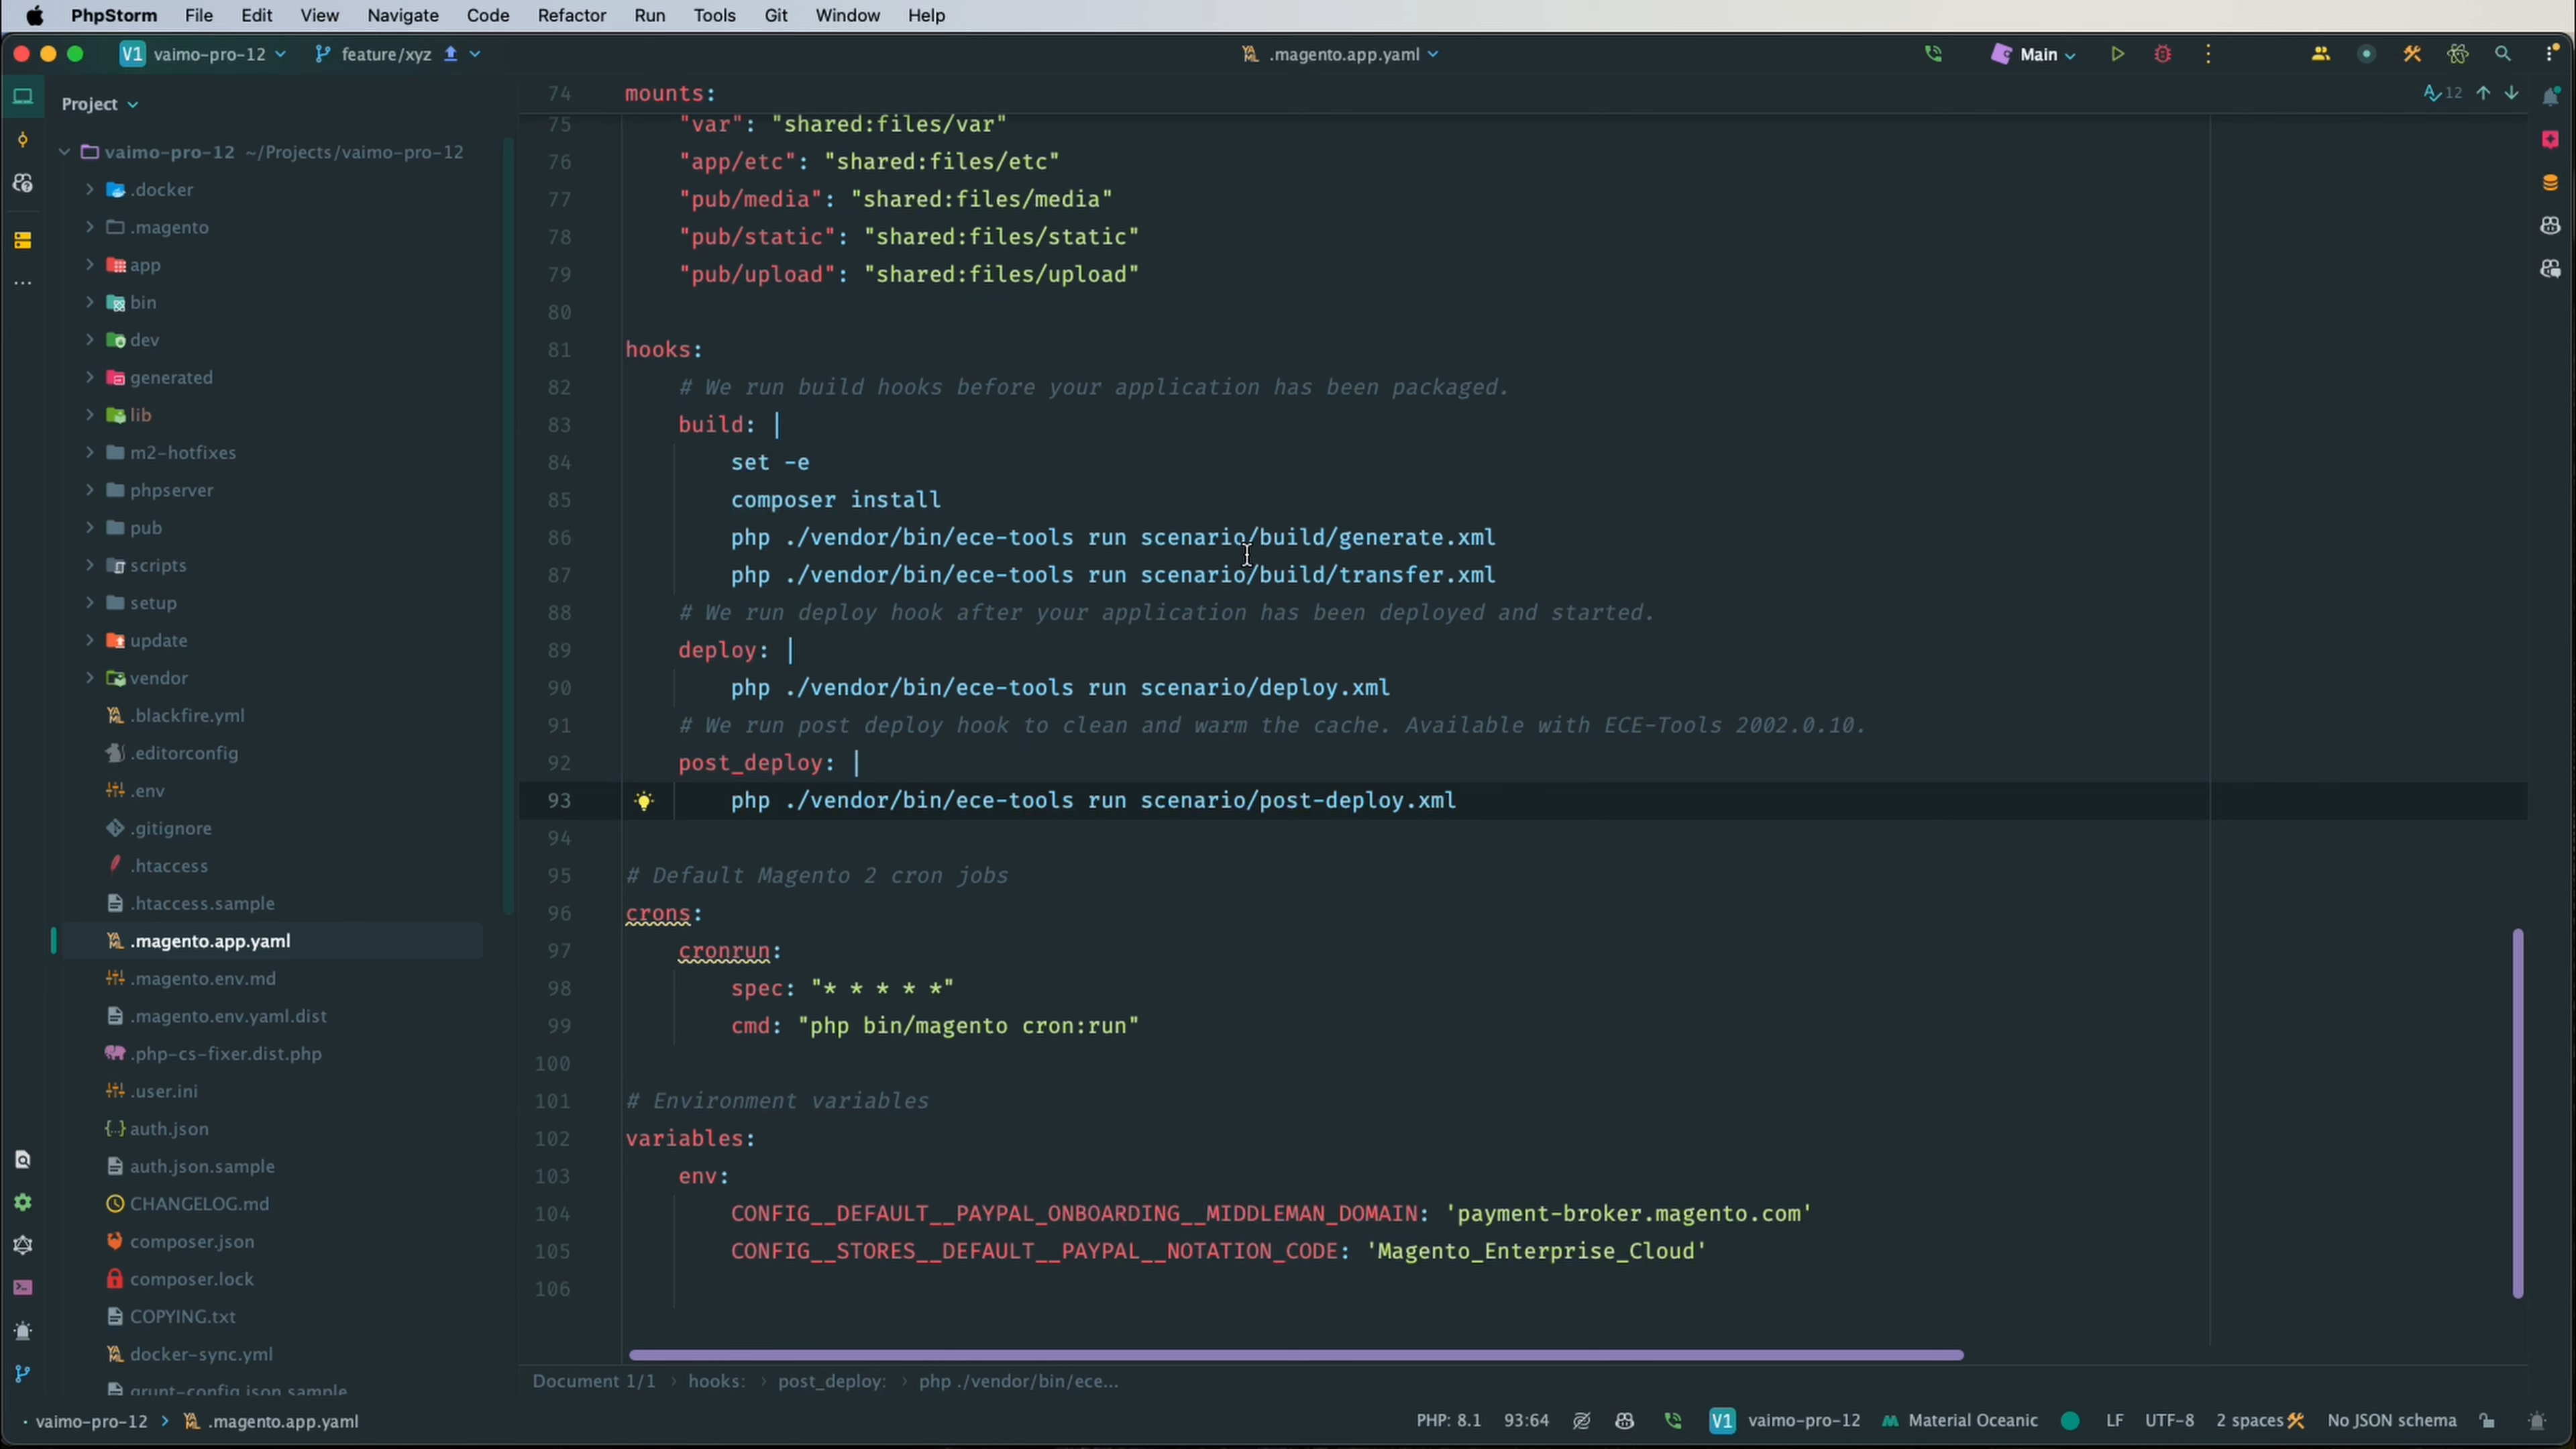 PhpStorm File Edit View Navigate Code Refactor Run Tools Git Window Help
V1 vaimo-pro-12 feature/xyz .magento.app.yaml Main
Project
vaimo-pro-12 ~/Projects/vaimo-pro-12
.docker
.magento
app
bin
dev
generated
lib
m2-hotfixes
phpserver
pub
scripts
setup
update
vendor
.blackfire.yml
.editorconfig
.env
.gitignore
.htaccess
.htaccess.sample
.magento.app.yaml
.magento.env.md
.magento.env.yaml.dist
.php-cs-fixer.dist.php
.user.ini
auth.json
auth.json.sample
CHANGELOG.md
composer.json
composer.lock
COPYING.txt
docker-sync.yml
grunt-config.json.sample
12
74 mounts:
75 "var": "shared:files/var"
76 "app/etc": "shared:files/etc"
77 "pub/media": "shared:files/media"
78 "pub/static": "shared:files/static"
79 "pub/upload": "shared:files/upload"
80
81 hooks:
82 # We run build hooks before your application has been packaged.
83 build: |
84 set -e
85 composer install
86 php ./vendor/bin/ece-tools run scenario/build/generate.xml
87 php ./vendor/bin/ece-tools run scenario/build/transfer.xml
88 # We run deploy hook after your application has been deployed and started.
89 deploy: |
90 php ./vendor/bin/ece-tools run scenario/deploy.xml
91 # We run post deploy hook to clean and warm the cache. Available with ECE-Tools 2002.0.10.
92 post_deploy: |
93 php ./vendor/bin/ece-tools run scenario/post-deploy.xml
94
95 # Default Magento 2 cron jobs
96 crons:
97 cronrun:
98 spec: "* * * * *"
99 cmd: "php bin/magento cron:run"
100
101 # Environment variables
102 variables:
103 env:
104 CONFIG__DEFAULT__PAYPAL_ONBOARDING__MIDDLEMAN_DOMAIN: 'payment-broker.magento.com'
105 CONFIG__STORES__DEFAULT__PAYPAL__NOTATION_CODE: 'Magento_Enterprise_Cloud'
106
Document 1/1 › hooks: › post_deploy: › php ./vendor/bin/ece...
vaimo-pro-12 › .magento.app.yaml PHP: 8.1 93:64 V1 vaimo-pro-12 Material Oceanic LF UTF-8 2 spaces No JSON schema